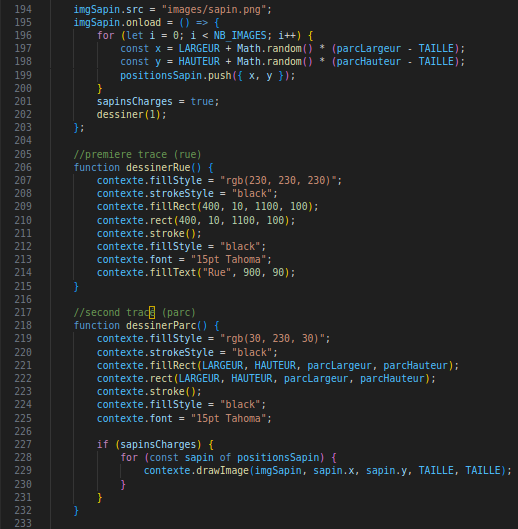 194 imgSapin.src = "images/sapin.png";
195 imgSapin.onload = () => {
196 for (let i = 0; i < NB_IMAGES; i++) {
197 const x = LARGEUR + Math.random() * (parcLargeur - TAILLE);
198 const y = HAUTEUR + Math.random() * (parcHauteur - TAILLE);
199 positionsSapin.push({ x, y });
200 }
201 sapinsCharges = true;
202 dessiner(1);
203 };
204
205 //premiere trace (rue)
206 function dessinerRue() {
207 contexte.fillStyle = "rgb(230, 230, 230)";
208 contexte.strokeStyle = "black";
209 contexte.fillRect(400, 10, 1100, 100);
210 contexte.rect(400, 10, 1100, 100);
211 contexte.stroke();
212 contexte.fillStyle = "black";
213 contexte.font = "15pt Tahoma";
214 contexte.fillText("Rue", 900, 90);
215 }
216
217 //second trace (parc)
218 function dessinerParc() {
219 contexte.fillStyle = "rgb(30, 230, 30)";
220 contexte.strokeStyle = "black";
221 contexte.fillRect(LARGEUR, HAUTEUR, parcLargeur, parcHauteur);
222 contexte.rect(LARGEUR, HAUTEUR, parcLargeur, parcHauteur);
223 contexte.stroke();
224 contexte.fillStyle = "black";
225 contexte.font = "15pt Tahoma";
226
227 if (sapinsCharges) {
228 for (const sapin of positionsSapin) {
229 contexte.drawImage(imgSapin, sapin.x, sapin.y, TAILLE, TAILLE);
230 }
231 }
232 }
233